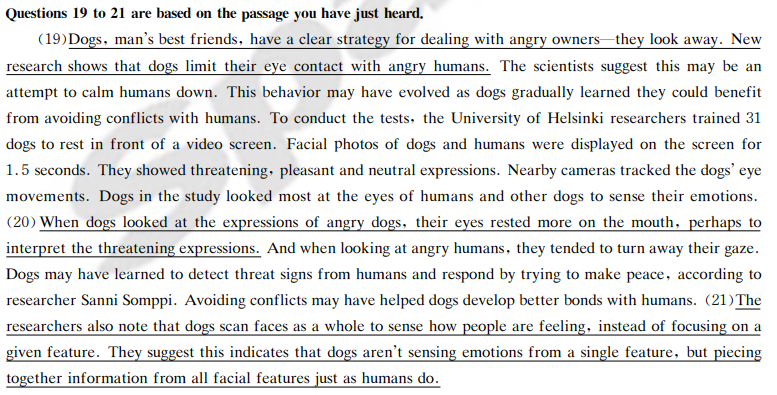 Questions 19 to 21 are based on the passage you have just heard.
(19)Dogs, man's best friends, have a clear strategy for dealing with angry owners—they look away. New
research shows that dogs limit their eye contact with angry humans. The scientists suggest this may be an
attempt to calm humans down. This behavior may have evolved as dogs gradually learned they could benefit
from avoiding conflicts with humans. To conduct the tests, the University of Helsinki researchers trained 31
dogs to rest in front of a video screen. Facial photos of dogs and humans were displayed on the screen for
1.5 seconds. They showed threatening, pleasant and neutral expressions. Nearby cameras tracked the dogs' eye
movements. Dogs in the study looked most at the eyes of humans and other dogs to sense their emotions.
(20)When dogs looked at the expressions of angry dogs, their eyes rested more on the mouth, perhaps to
interpret the threatening expressions. And when looking at angry humans, they tended to turn away their gaze.
Dogs may have learned to detect threat signs from humans and respond by trying to make peace, according to
researcher Sanni Somppi. Avoiding conflicts may have helped dogs develop better bonds with humans. (21)The
researchers also note that dogs scan faces as a whole to sense how people are feeling, instead of focusing on a
given feature. They suggest this indicates that dogs aren't sensing emotions from a single feature, but piecing
together information from all facial features just as humans do.